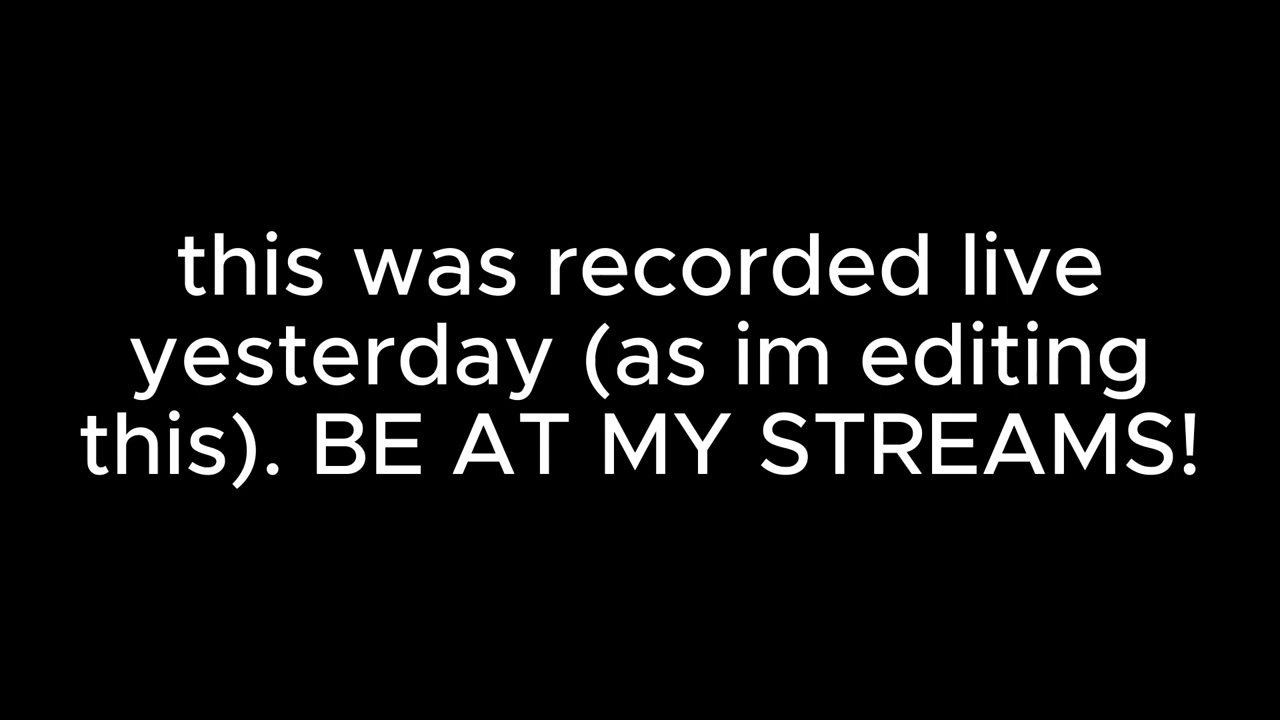 this was recorded live
yesterday (as im editing
this). BE AT MY STREAMS!